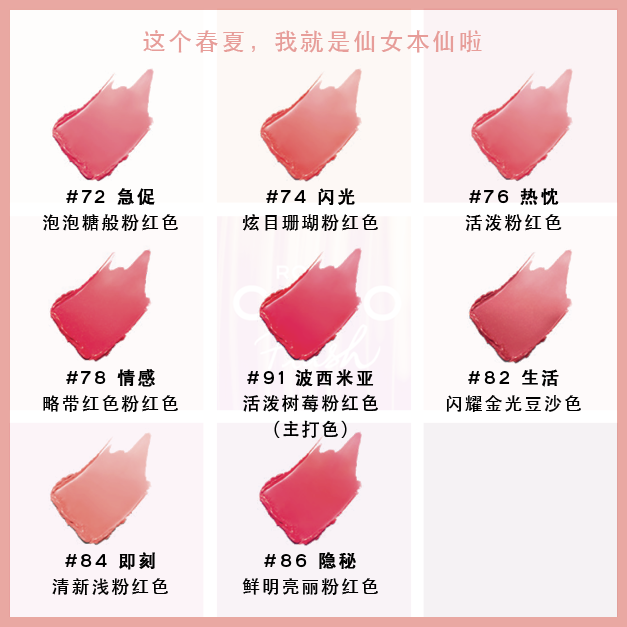 这个春夏，我就是仙女本仙啦
#72 急促
泡泡糖般粉红色
#74 闪光
炫目珊瑚粉红色
#76 热忱
活泼粉红色
#78 情感
略带红色粉红色
#91 波西米亚
活泼树莓粉红色
（主打色）
#82 生活
闪耀金光豆沙色
#84 即刻
清新浅粉红色
#86 隐秘
鲜明亮丽粉红色